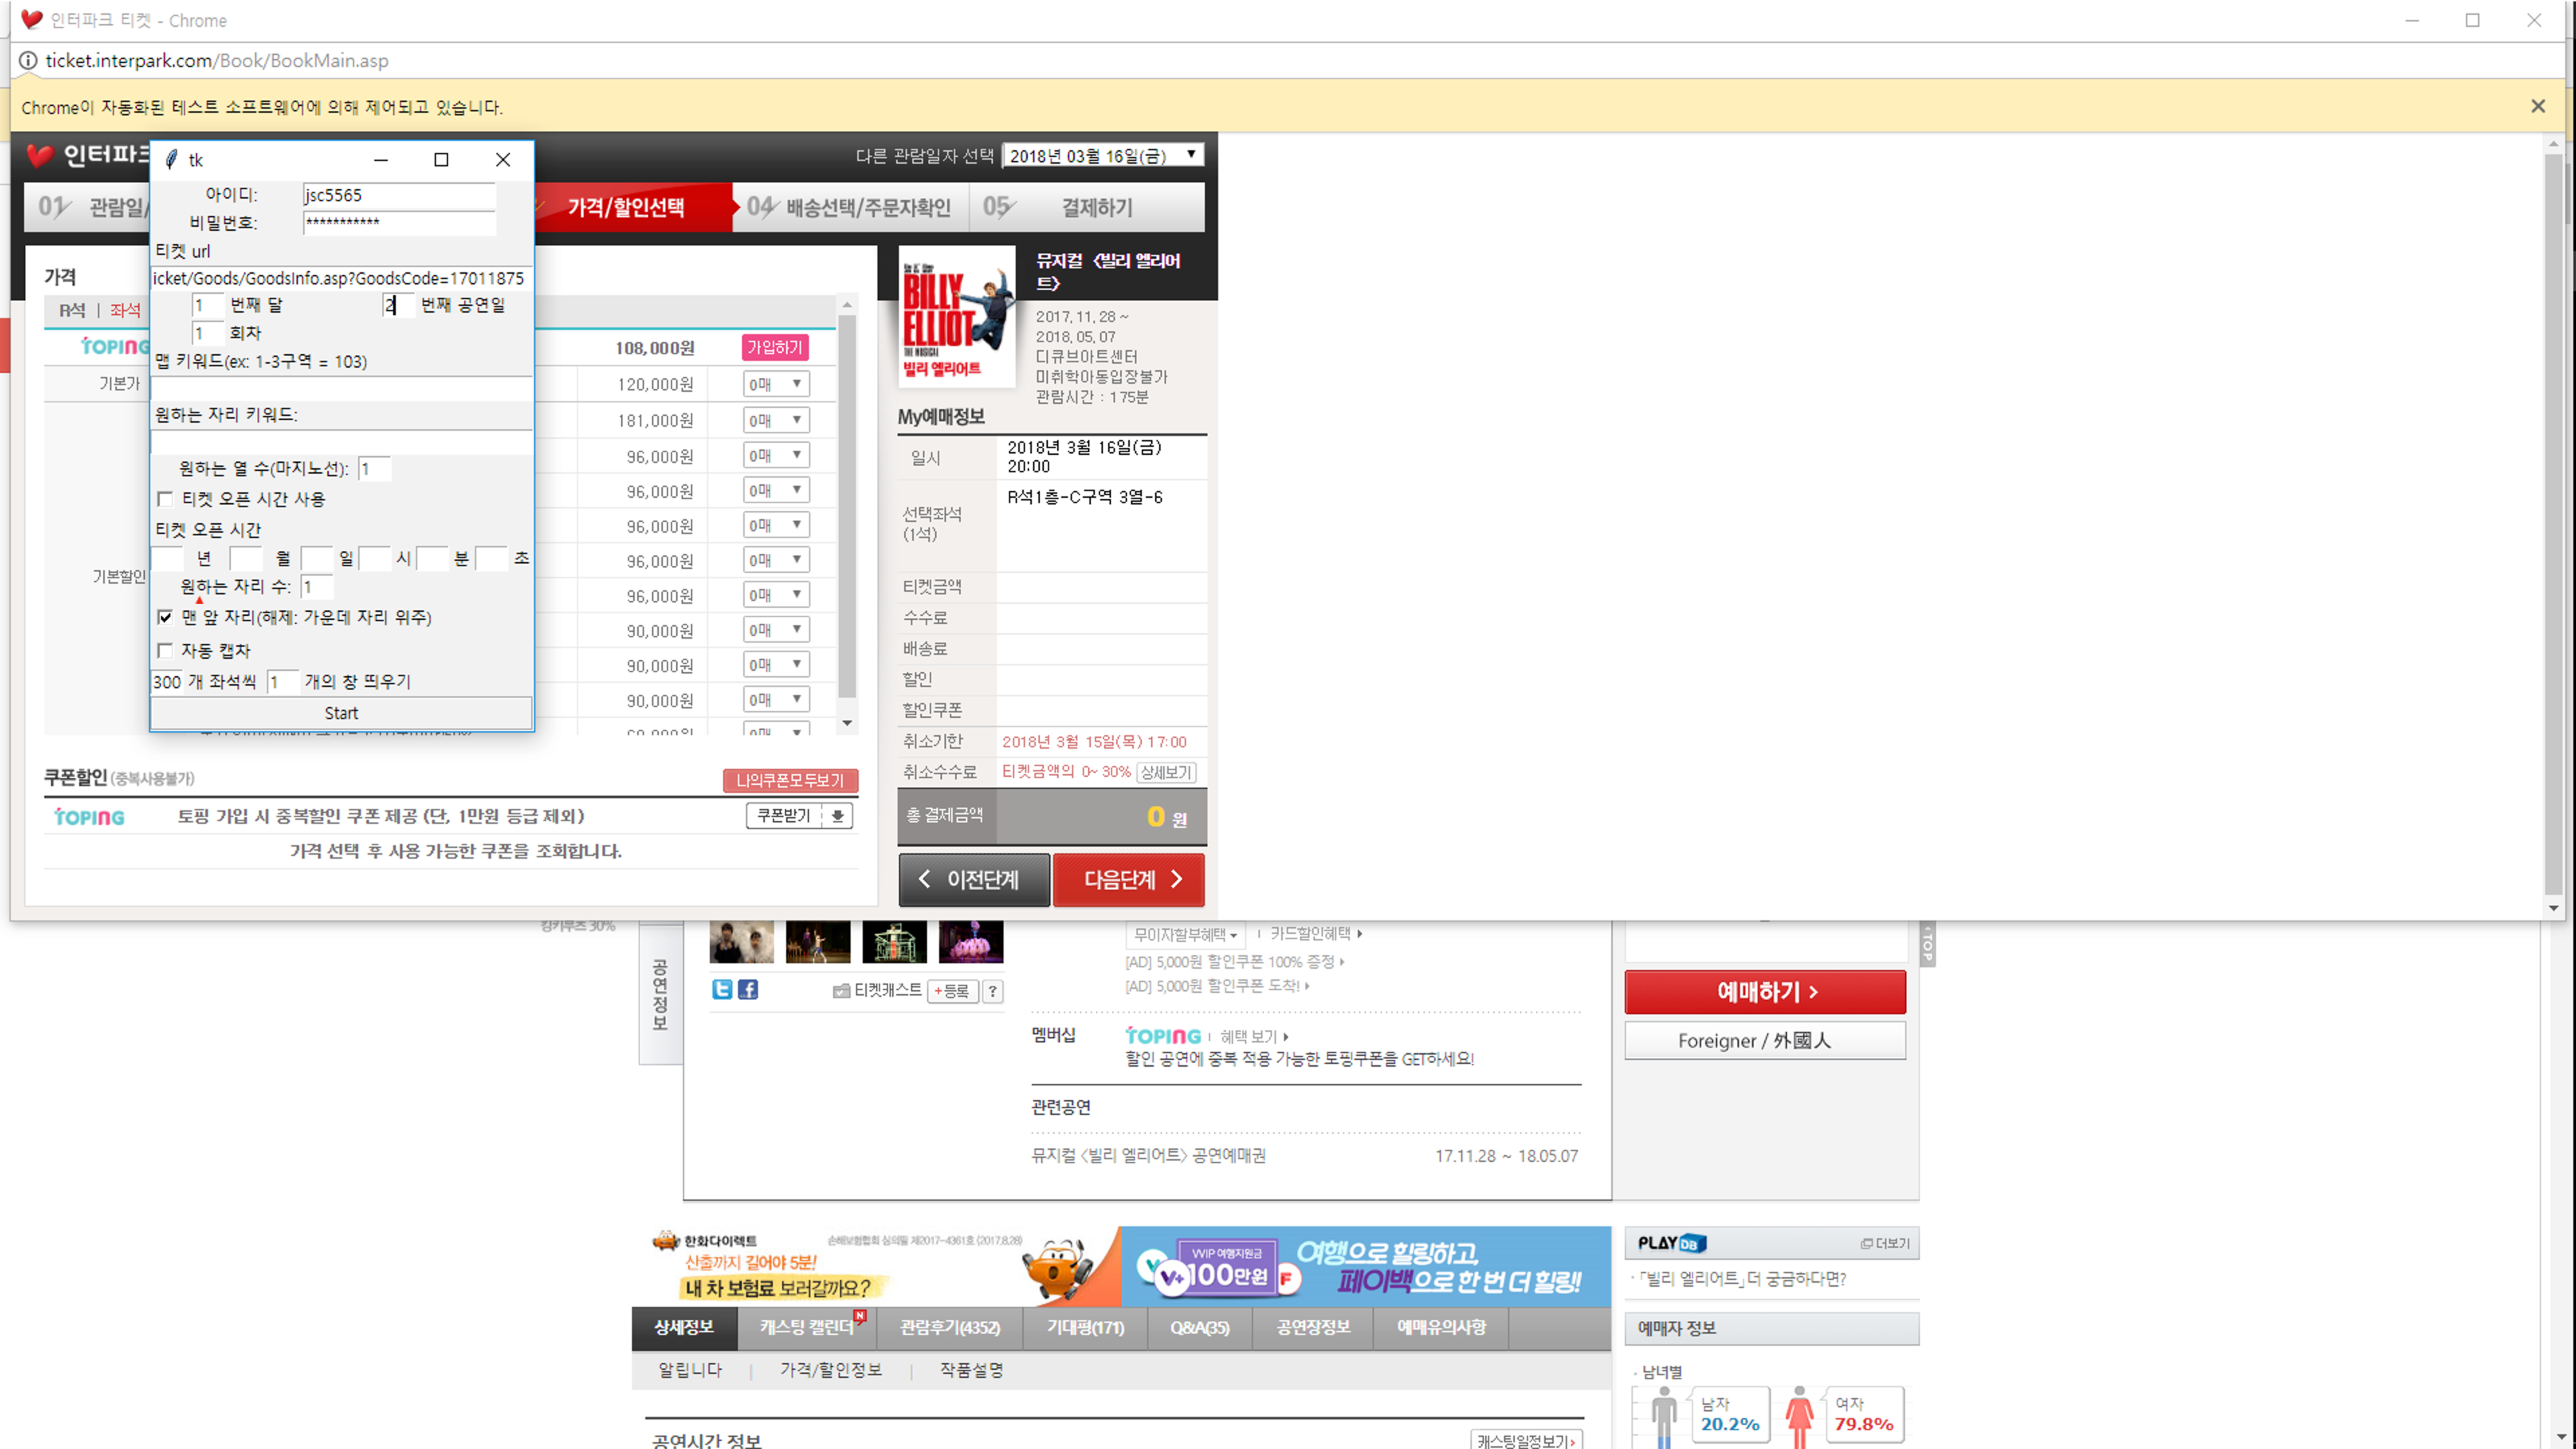 인터파크 티켓 - Chrome
ticket.interpark.com/Book/BookMain.asp
Chrome이 자동화된 테스트 소프트웨어에 의해 제어되고 있습니다.
인터파크
다른 관람일자 선택 2018년 03월 16일(금)
01 관람일/
가격/할인선택
04 배송선택/주문자확인
05 결제하기
tk
아이디: jsc5565
비밀번호: ***********
티켓 url
icket/Goods/GoodsInfo.asp?GoodsCode=17011875
1 번째 달 2 번째 공연일
1 회차
맵 키워드(ex: 1-3구역 = 103)
원하는 자리 키워드:
원하는 열 수(마지노선): 1
티켓 오픈 시간 사용
티켓 오픈 시간
년 월 일 시 분 초
원하는 자리 수: 1
맨 앞 자리(해제: 가운데 자리 위주)
자동 캡차
300 개 좌석씩 1 개의 창 띄우기
Start
가격
R석 | 좌석
TOPING 108,000원 가입하기
기본가 120,000원 0매
181,000원 0매
96,000원 0매
96,000원 0매
96,000원 0매
96,000원 0매
기본할인
96,000원 0매
90,000원 0매
90,000원 0매
90,000원 0매
쿠폰할인 (중복사용불가) 나의쿠폰모두보기
TOPING 토핑 가입 시 중복할인 쿠폰 제공 (단, 1만원 등급 제외) 쿠폰받기
가격 선택 후 사용 가능한 쿠폰을 조회합니다.
BILLY
ELLIOT
THE MUSICAL
빌리 엘리어트
뮤지컬 〈빌리 엘리어
트〉
2017.11.28 ~
2018.05.07
디큐브아트센터
미취학아동입장불가
관람시간 : 175분
My예매정보
일시 2018년 3월 16일(금)
20:00
선택좌석
(1석)
R석1층-C구역 3열-6
티켓금액
수수료
배송료
할인
할인쿠폰
취소기한 2018년 3월 15일(목) 17:00
취소수수료 티켓금액의 0~ 30% 상세보기
총 결제금액 0 원
이전단계 다음단계
킹키부츠 30%
공연정보
티켓캐스트 +등록 ?
무이자할부혜택 카드할인혜택
[AD] 5,000원 할인쿠폰 100% 증정
[AD] 5,000원 할인쿠폰 도착!
멤버십 TOPING 혜택 보기
할인 공연에 중복 적용 가능한 토핑쿠폰을 GET하세요!
관련공연
뮤지컬 〈빌리 엘리어트〉 공연예매권 17.11.28 ~ 18.05.07
TOP
예매하기
Foreigner / 外國人
한화다이렉트
손해보험협회 심의필 제2017-4361호 (2017.8.28)
산출까지 길어야 5분!
내 차 보험료 보러갈까요?
VVIP 여행지원금
100만원
여행으로 힐링하고,
페이백으로 한 번 더 힐링!
PLAY DB 더보기
「빌리 엘리어트」더 궁금하다면?
상세정보 캐스팅 캘린더 N 관람후기(4352) 기대평(171) Q&A(35) 공연장정보 예매유의사항
알립니다 | 가격/할인정보 | 작품설명
예매자 정보
남녀별
남자
20.2%
여자
79.8%
공연시간 정보
캐스팅일정보기